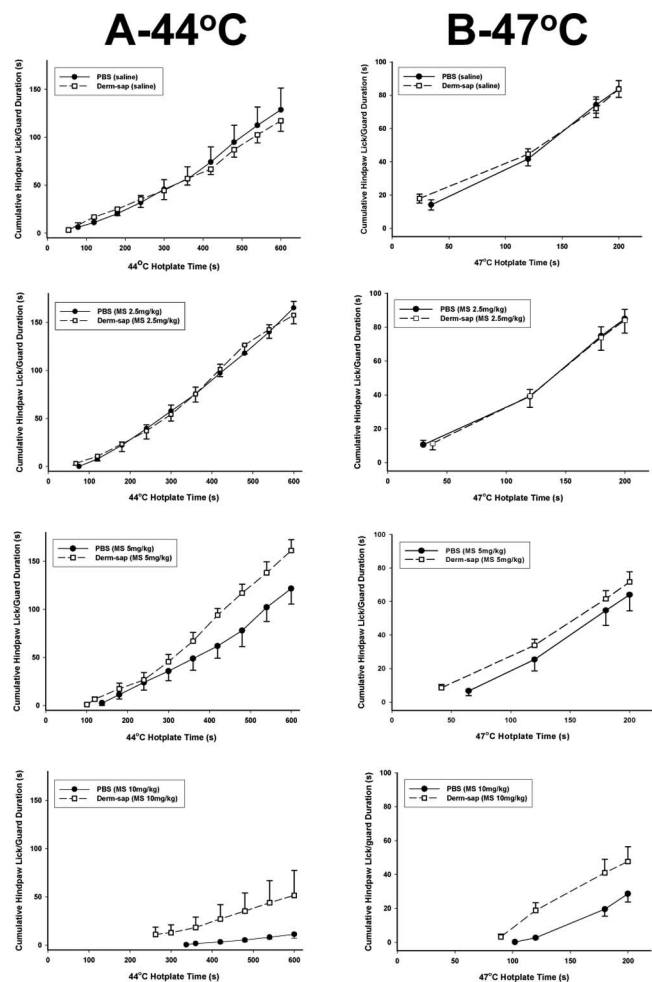 A-44°C
B-47°C
PBS (saline)
Derm-sap (saline)
Cumulative Hindpaw Lick/Guard Duration (s)
150
100
50
0
0 100 200 300 400 500 600
44°C Hotplate Time (s)
PBS (saline)
Derm-sap (saline)
Cumulative Hindpaw Lick/Guard Duration (s)
100
80
60
40
20
0
0 50 100 150 200
47°C Hotplate Time (s)
PBS (MS 2.5mg/kg)
Derm-sap (MS 2.5mg/kg)
Cumulative Hindpaw Lick/Guard Duration (s)
150
100
50
0
0 100 200 300 400 500 600
44°C Hotplate Time (s)
PBS (MS 2.5mg/kg)
Derm-sap (MS 2.5mg/kg)
Cumulative Hindpaw Lick/Guard Duration (s)
100
80
60
40
20
0
0 50 100 150 200
47°C Hotplate Time (s)
PBS (MS 5mg/kg)
Derm-sap (MS 5mg/kg)
Cumulative Hindpaw Lick/Guard Duration (s)
150
100
50
0
0 100 200 300 400 500 600
44°C Hotplate Time (s)
PBS (MS 5mg/kg)
Derm-sap (MS 5mg/kg)
Cumulative Hindpaw Lick/Guard Duration (s)
100
80
60
40
20
0
0 50 100 150 200
47°C Hotplate Time (s)
PBS (MS 10mg/kg)
Derm-sap (MS 10mg/kg)
Cumulative Hindpaw Lick/Guard Duration (s)
150
100
50
0
0 100 200 300 400 500 600
44°C Hotplate Time (s)
PBS (MS 10mg/kg)
Derm-sap (MS 10mg/kg)
Cumulative Hindpaw Lick/guard Duration (s)
100
80
60
40
20
0
0 50 100 150 200
47°C Hotplate Time (s)